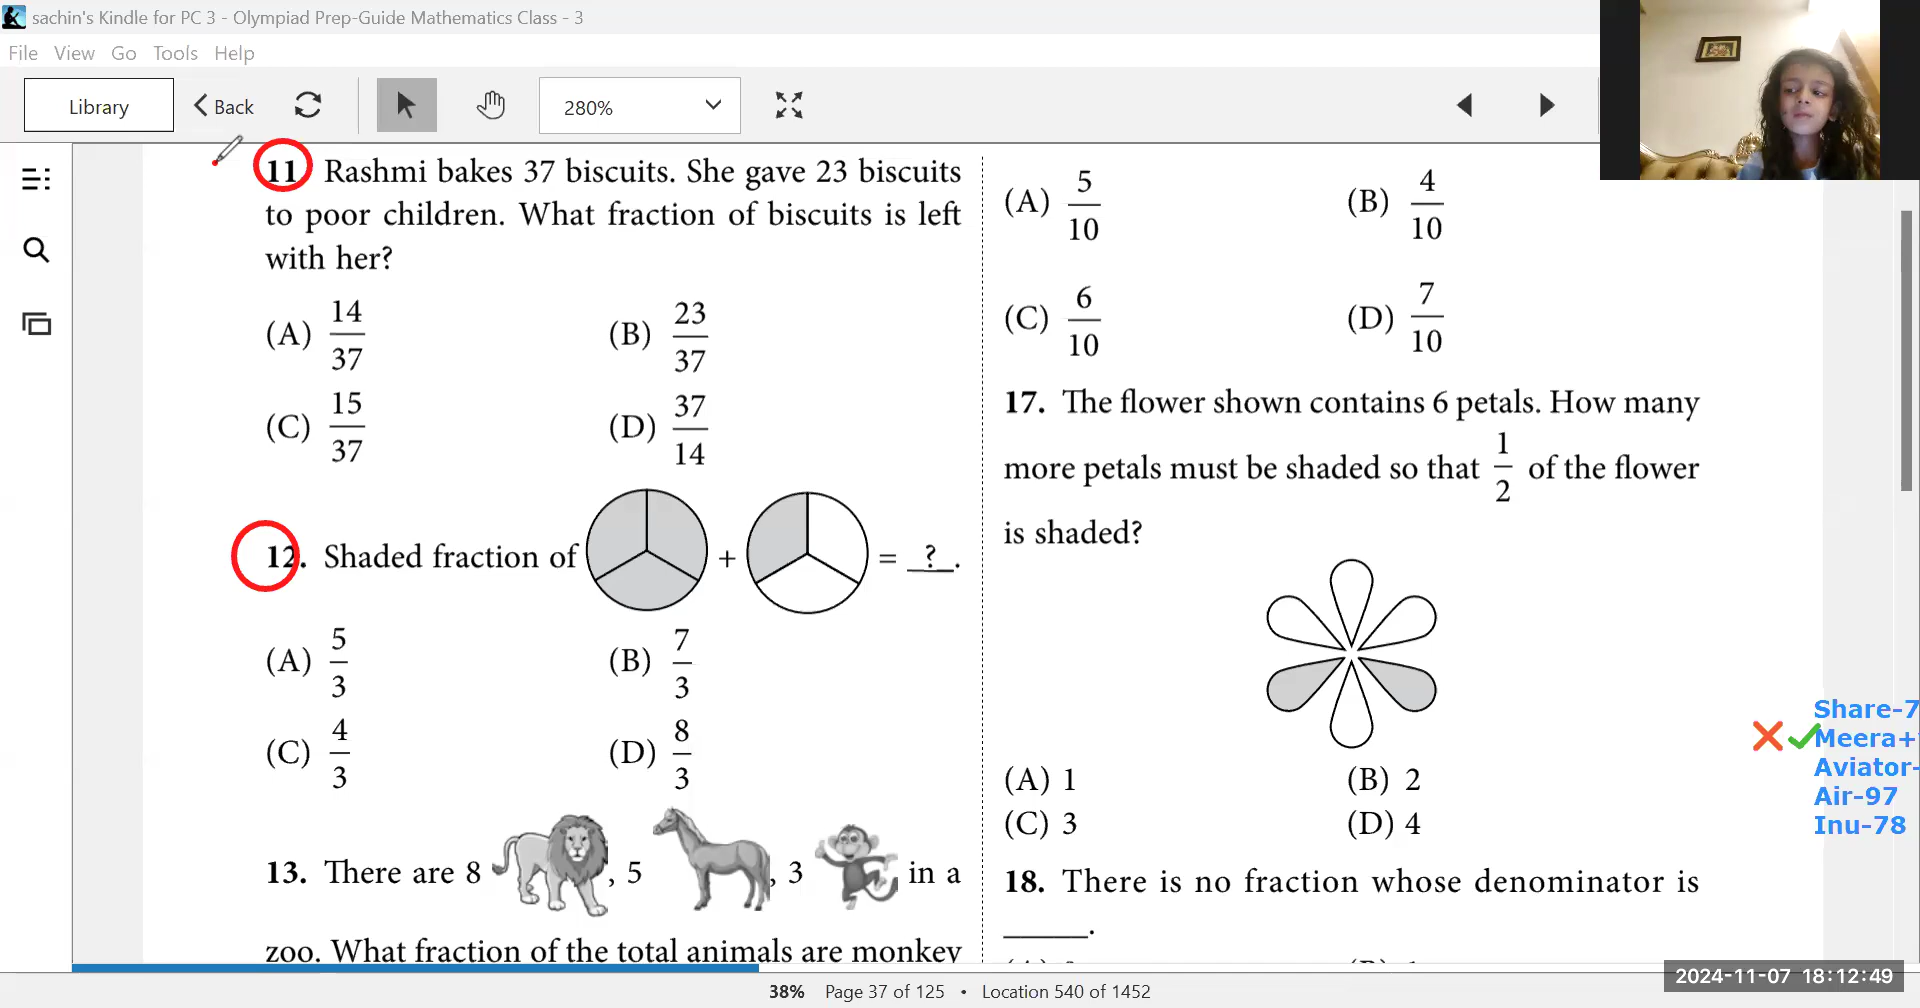 sachin's Kindle for PC 3 - Olympiad Prep-Guide Mathematics Class - 3
File View Go Tools Help
Library Back 280%
11 Rashmi bakes 37 biscuits. She gave 23 biscuits
to poor children. What fraction of biscuits is left
with her?
(A) 14/37 (B) 23/37
(C) 15/37 (D) 37/14
12. Shaded fraction of + = ?.
(A) 5/3 (B) 7/3
(C) 4/3 (D) 8/3
13. There are 8 , 5 , 3 in a
zoo. What fraction of the total animals are monkey
(A) 5/10 (B) 4/10
(C) 6/10 (D) 7/10
17. The flower shown contains 6 petals. How many
more petals must be shaded so that 1/2 of the flower
is shaded?
(A) 1 (B) 2
(C) 3 (D) 4
18. There is no fraction whose denominator is
_____.
Share-7
Meera+
Aviator-
Air-97
Inu-78
2024-11-07 18:12:49
38% Page 37 of 125 • Location 540 of 1452